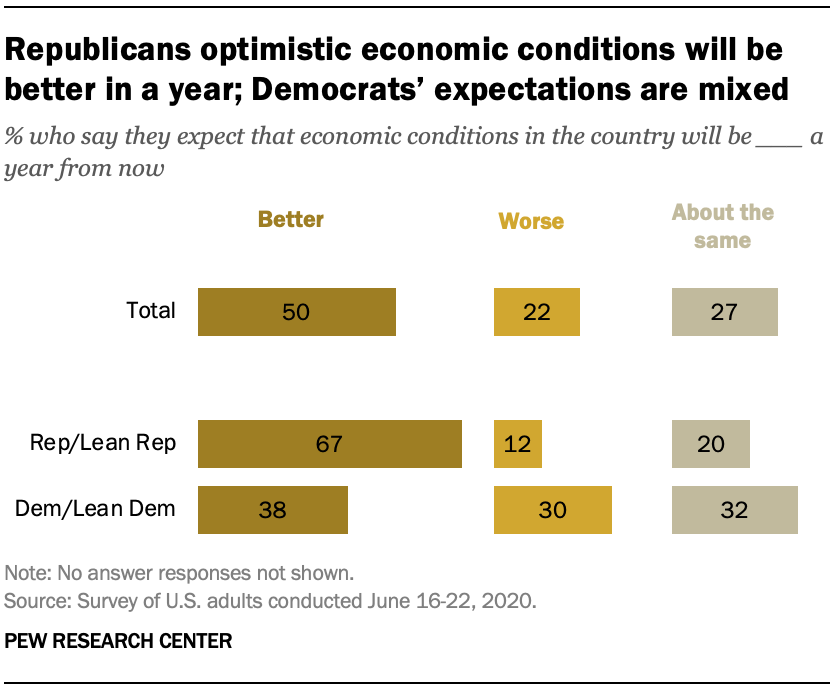 Republicans optimistic economic conditions will be
better in a year; Democrats’ expectations are mixed
% who say they expect that economic conditions in the country will be ___ a
year from now
Better
Worse
About the
same
Total
50
22
27
Rep/Lean Rep
67
12
20
Dem/Lean Dem
38
30
32
Note: No answer responses not shown.
Source: Survey of U.S. adults conducted June 16-22, 2020.
PEW RESEARCH CENTER